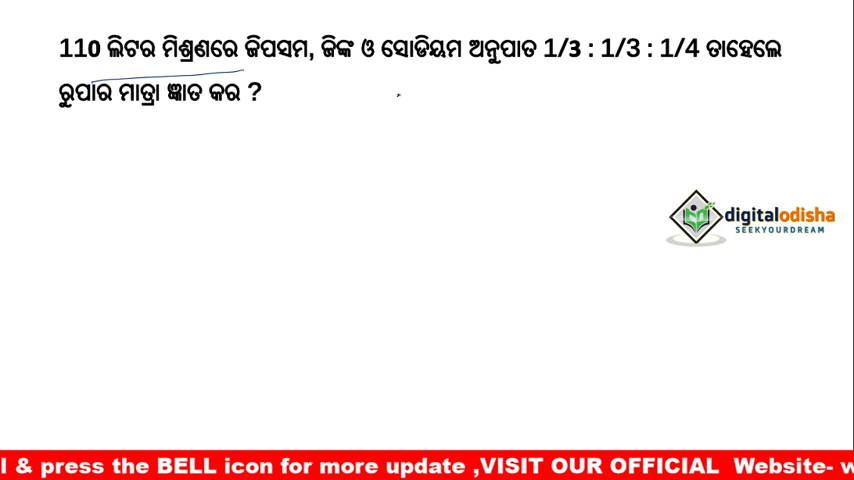 110 ଲିଟର ମିଶ୍ରଣରେ ଜିପସମ, ଜିଙ୍କ ଓ ସୋଡିୟମ ଅନୁପାତ 1/3 : 1/3 : 1/4 ତାହେଲେ
ରୁପାର ମାତ୍ରା ଜ୍ଞାତ କର ?
digitalodisha
SEEKYOURDREAM
l & press the BELL icon for more update ,VISIT OUR OFFICIAL Website- w